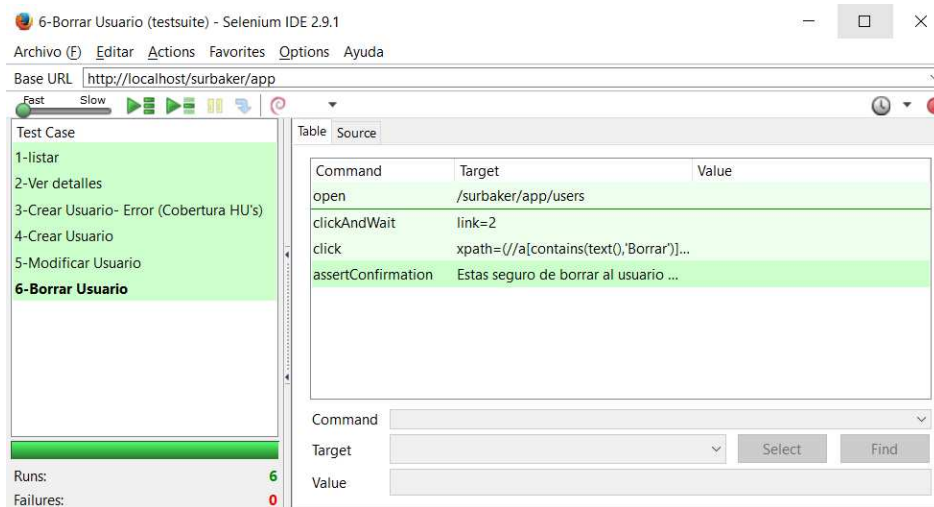 6-Borrar Usuario (testsuite) - Selenium IDE 2.9.1
Archivo (F) Editar Actions Favorites Options Ayuda
Base URL http://localhost/surbaker/app
Fast Slow
Test Case
1-listar
2-Ver detalles
3-Crear Usuario- Error (Cobertura HU's)
4-Crear Usuario
5-Modificar Usuario
6-Borrar Usuario
Runs: 6
Failures: 0
Table Source
Command Target Value
open /surbaker/app/users
clickAndWait link=2
click xpath=(//a[contains(text(),'Borrar')]...
assertConfirmation Estas seguro de borrar al usuario ...
Command
Target Select Find
Value